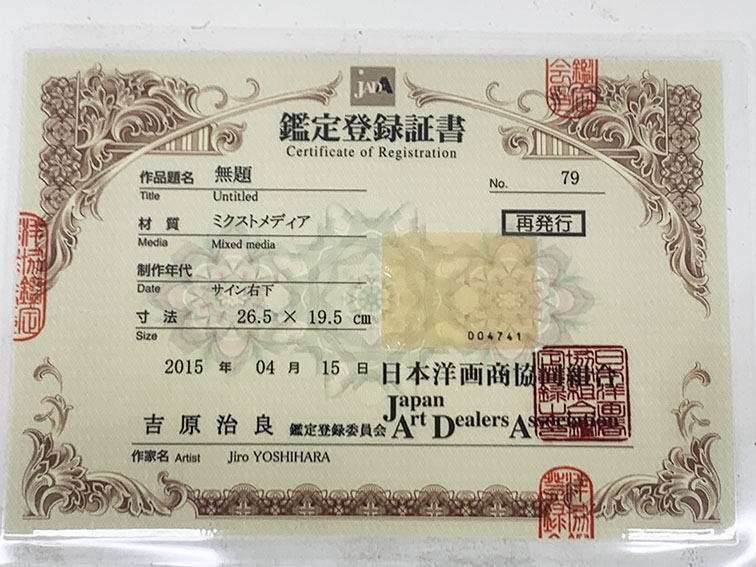 JADA
鑑定登録証書
Certificate of Registration
作品題名 無題
Title Untitled
No. 79
材質 ミクストメディア
Media Mixed media
再発行
制作年代
Date サイン右下
寸法 26.5 × 19.5 cm
Size
004741
2015 年 04 月 15 日 日本洋画商協同組合
Japan
吉原治良 鑑定登録委員会 Art Dealers Association
作家名 Artist Jiro YOSHIHARA